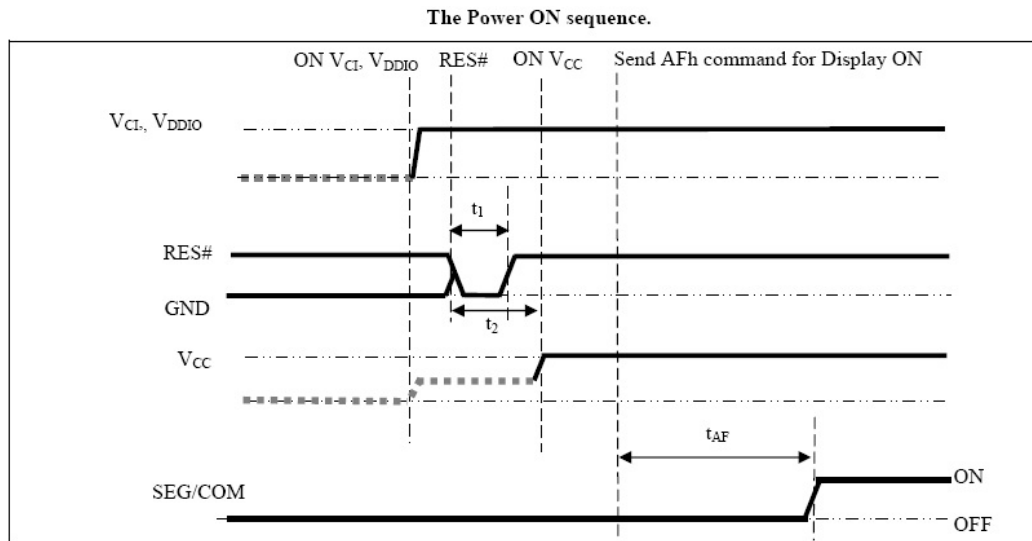 The Power ON sequence.
ON VCI, VDDIO RES# ON VCC Send AFh command for Display ON
VCI,, VDDIO
t1
RES#
GND
t2
VCC
tAF
SEG/COM
ON
OFF